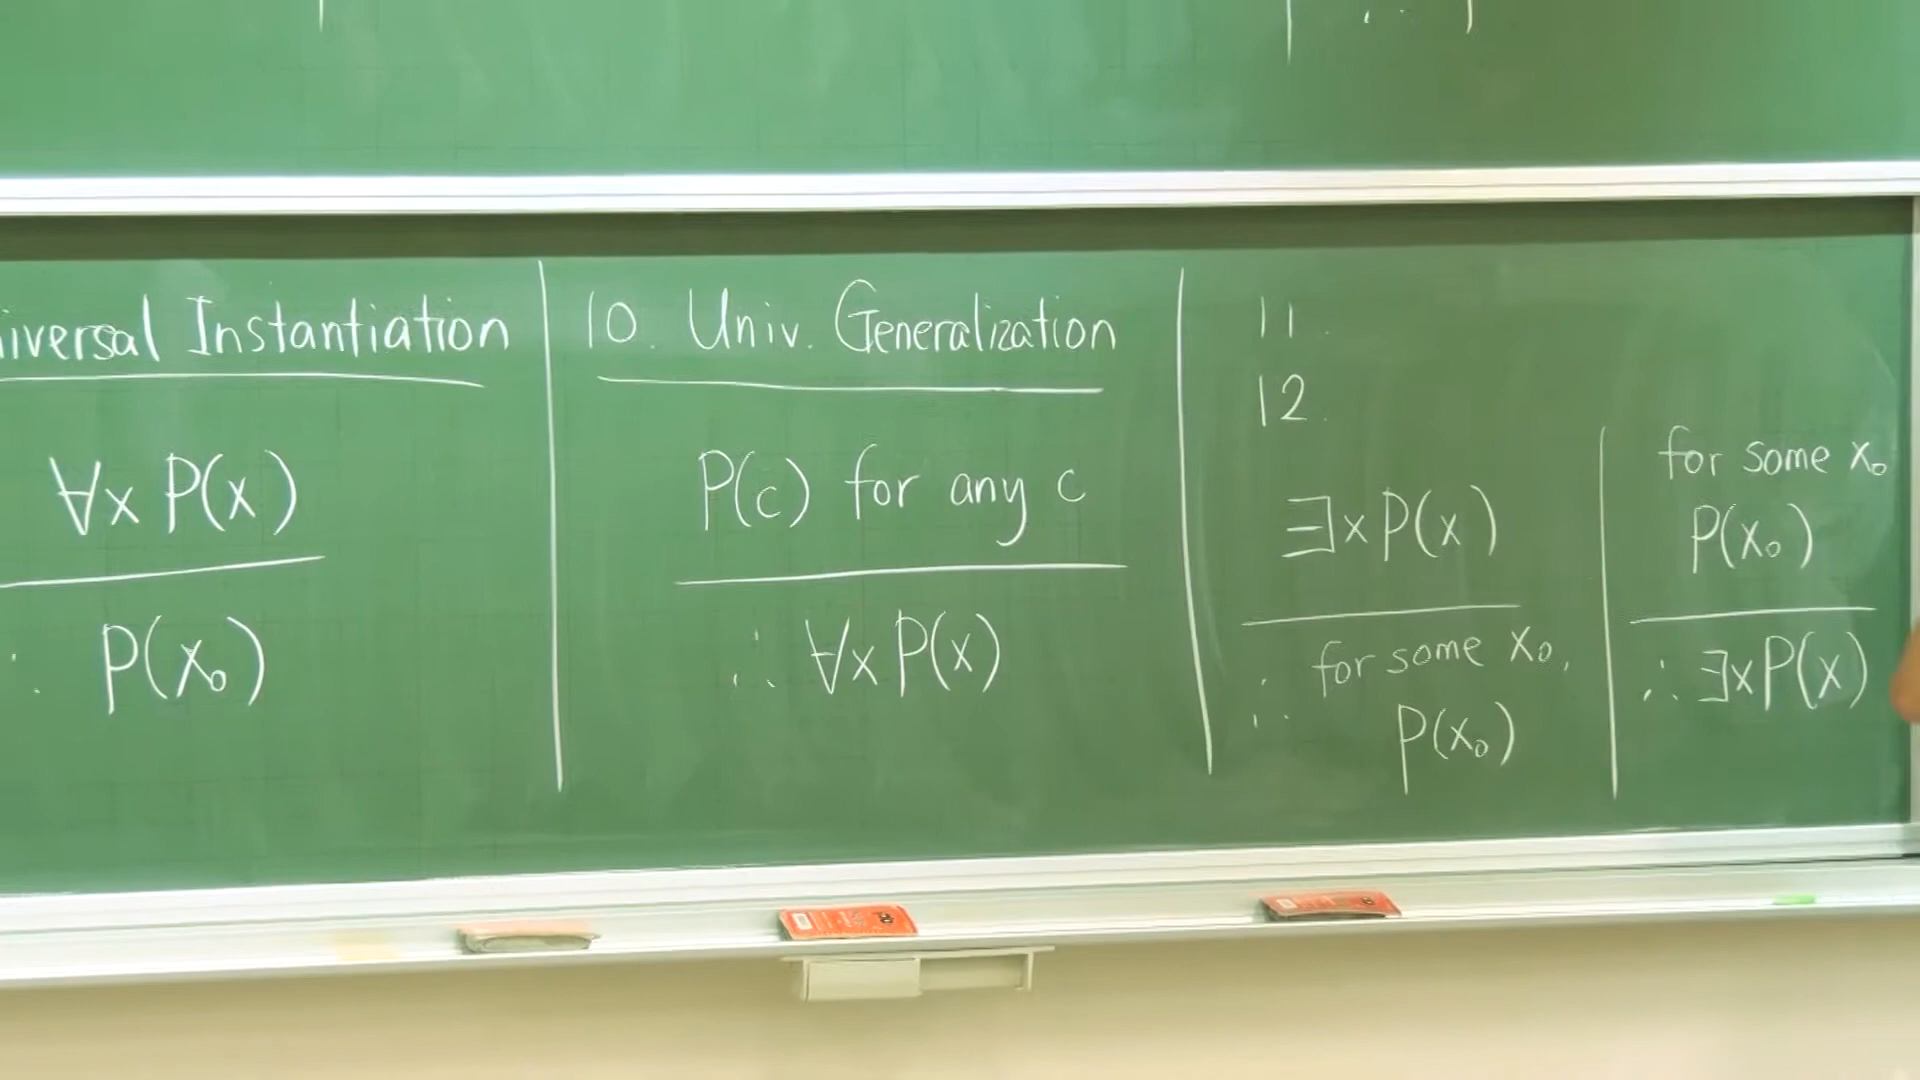 iversal Instantiation
∀x P(x)
∴ P(x₀)
10. Univ. Generalization
P(c) for any c
∴ ∀x P(x)
11.
12.
∃x P(x)
∴ for some x₀,
P(x₀)
for some x₀
P(x₀)
∴ ∃x P(x)